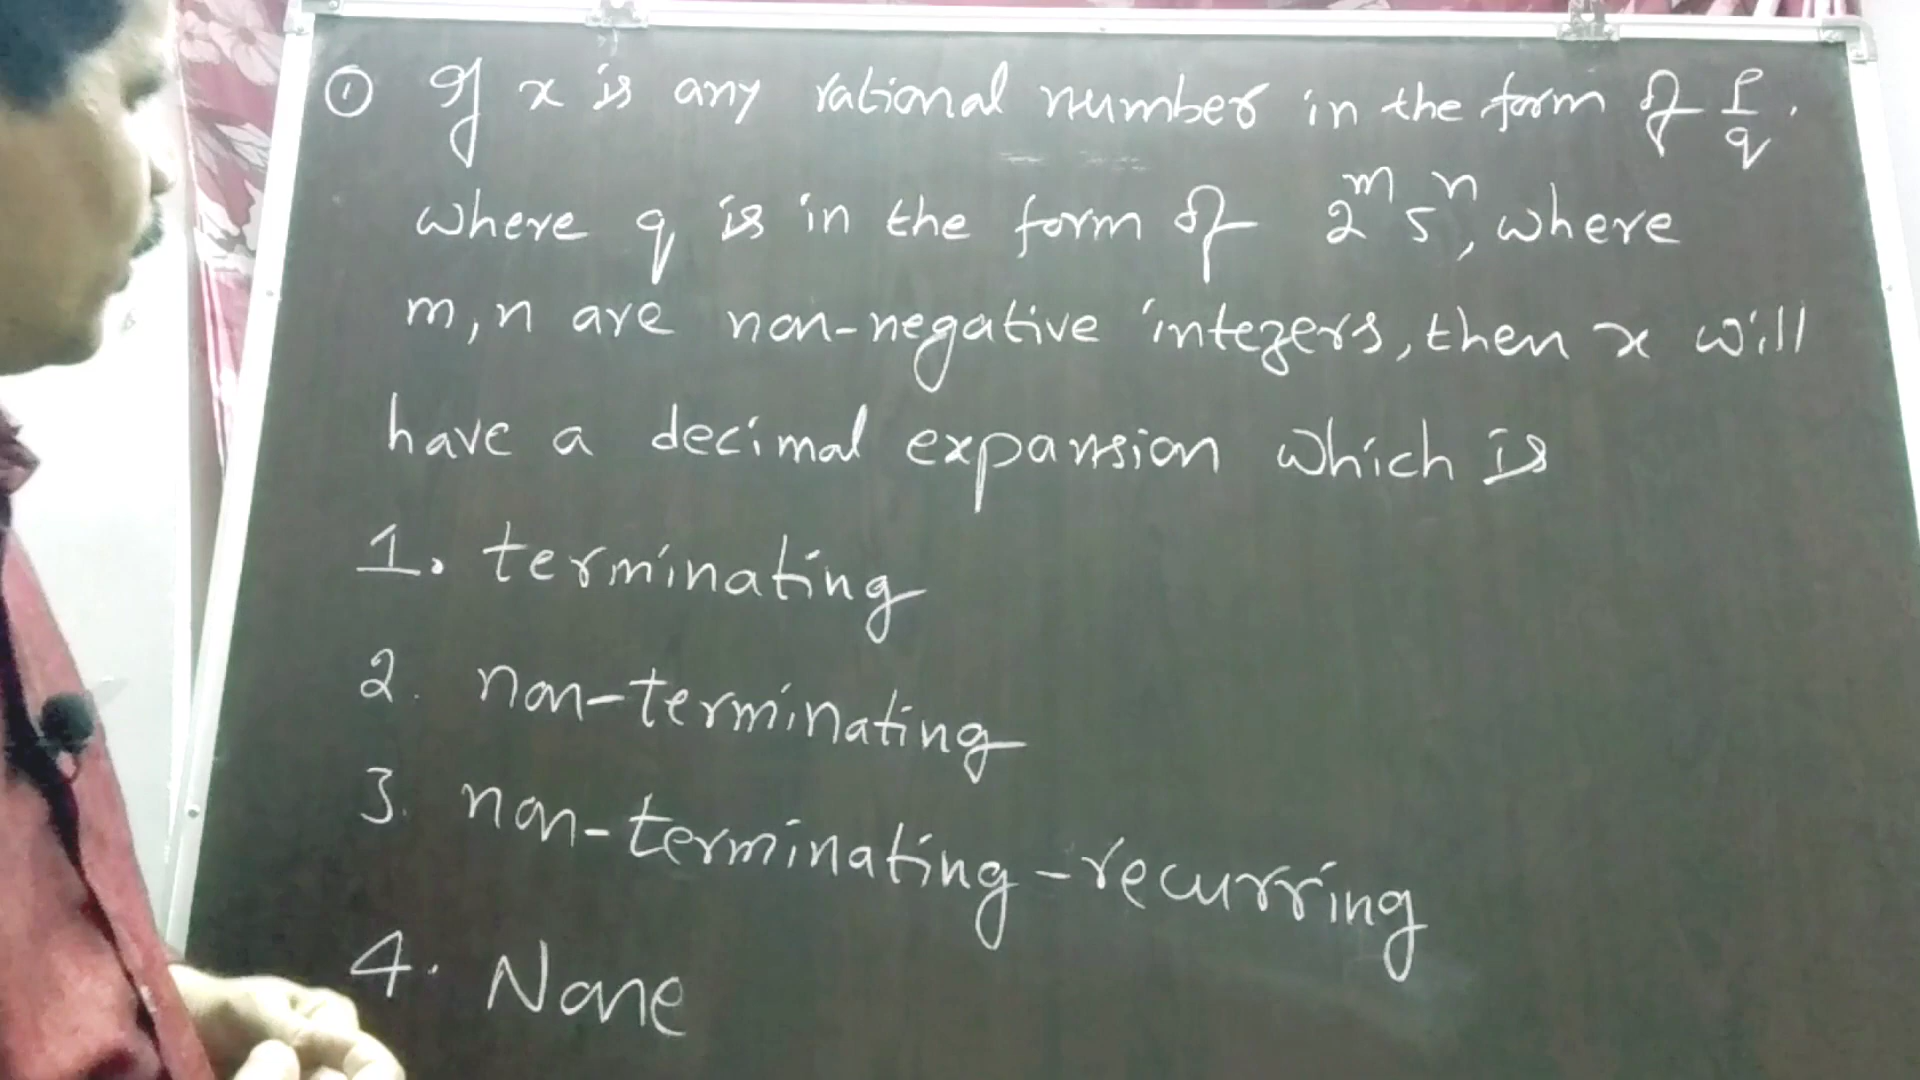 ① If x is any rational number in the form of p/q.
where q is in the form of 2^m 5^n, where
m,n are non-negative integers, then x will
have a decimal expansion which is
1. terminating
2. non-terminating
3. non-terminating-recurring
4. None